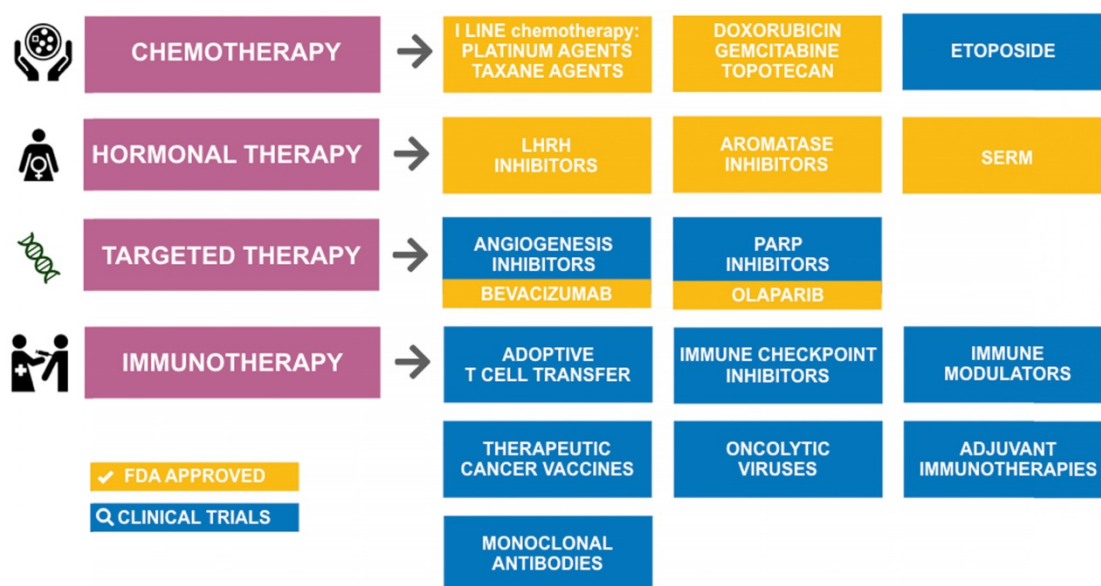 CHEMOTHERAPY
I LINE chemotherapy:
PLATINUM AGENTS
TAXANE AGENTS
DOXORUBICIN
GEMCITABINE
TOPOTECAN
ETOPOSIDE
HORMONAL THERAPY
LHRH
INHIBITORS
AROMATASE
INHIBITORS
SERM
TARGETED THERAPY
ANGIOGENESIS
INHIBITORS
BEVACIZUMAB
PARP
INHIBITORS
OLAPARIB
IMMUNOTHERAPY
ADOPTIVE
T CELL TRANSFER
IMMUNE CHECKPOINT
INHIBITORS
IMMUNE
MODULATORS
THERAPEUTIC
CANCER VACCINES
ONCOLYTIC
VIRUSES
ADJUVANT
IMMUNOTHERAPIES
MONOCLONAL
ANTIBODIES
FDA APPROVED
CLINICAL TRIALS